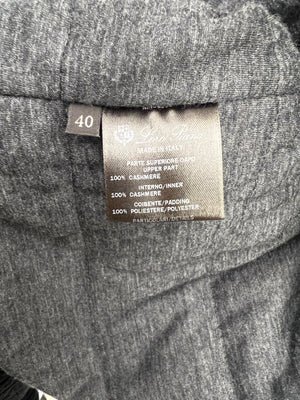 40
Loro Piana
MADE IN ITALY
PARTE SUPERIORE CAPO
UPPER PART
100% CASHMERE
INTERNO/INNER
100% CASHMERE
COIBENTE/PADDING
100% POLIESTERE/POLYESTER